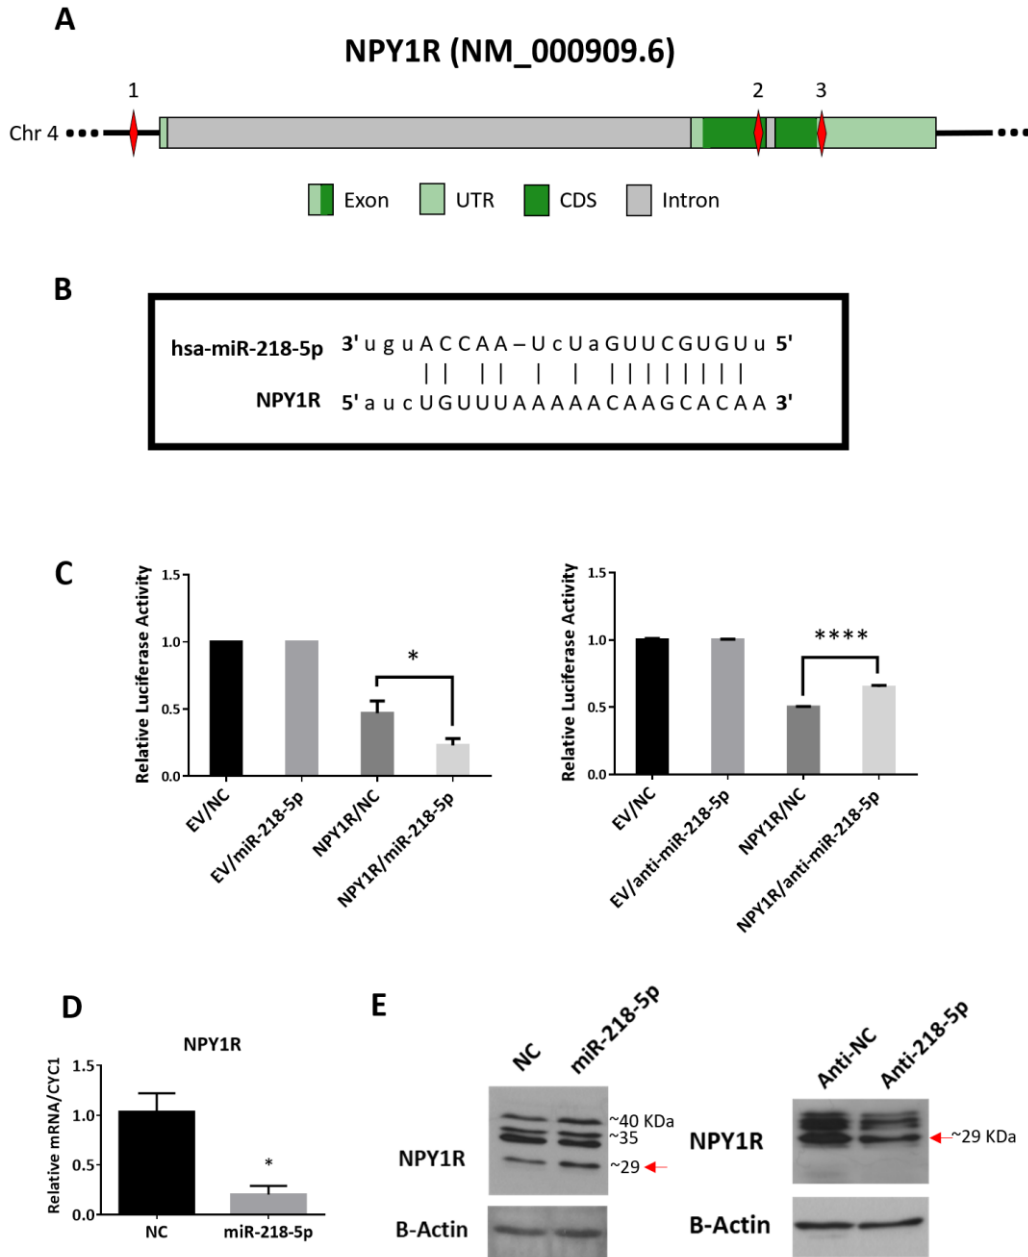 A
NPY1R (NM_000909.6)
1 2 3
Chr 4
Exon UTR CDS Intron
B
hsa-miR-218-5p 3' u g u A C C A A – U c U a G U U C G U G U u 5'
NPY1R 5' a u c U G U U U A A A A A C A A G C A C A A 3'
C
Relative Luciferase Activity
1.5
1.0
0.5
0.0
*
EV/NC
EV/miR-218-5p
NPY1R/NC
NPY1R/miR-218-5p
Relative Luciferase Activity
1.5
1.0
0.5
0.0
****
EV/NC
EV/anti-miR-218-5p
NPY1R/NC
NPY1R/anti-miR-218-5p
D
NPY1R
Relative mRNA/CYC1
1.5
1.0
0.5
0.0
*
NC miR-218-5p
E
NC miR-218-5p
~40 KDa
~35
NPY1R
~29
B-Actin
Anti-NC Anti-218-5p
NPY1R ~29 KDa
B-Actin